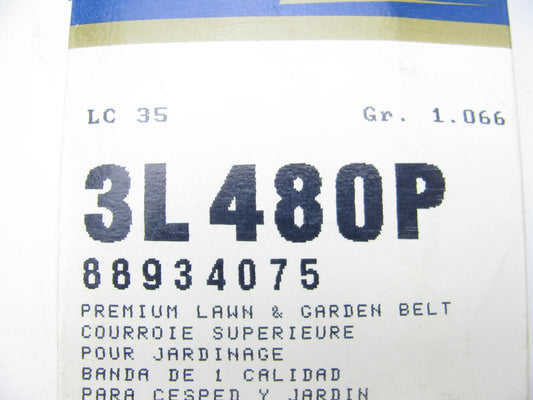 LC 35 Gr. 1.066
3L480P
88934075
PREMIUM LAWN & GARDEN BELT
COURROIE SUPERIEURE
POUR JARDINAGE
BANDA DE 1 CALIDAD
PARA CESPED Y JARDIN